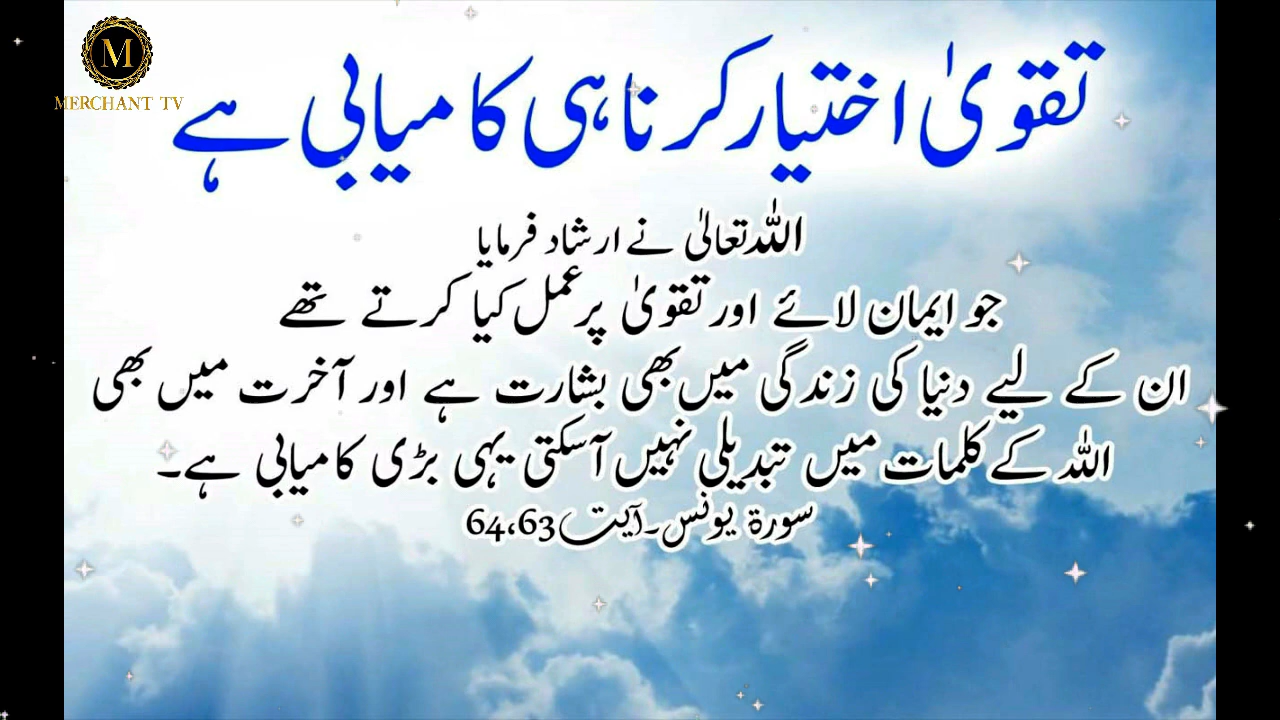 M
MERCHANT TV
تقویٰ اختیار کرنا ہی کامیابی ہے
اللہ تعالیٰ نے ارشاد فرمایا
جو ایمان لائے اور تقویٰ پر عمل کیا کرتے تھے
ان کے لیے دنیا کی زندگی میں بھی بشارت ہے اور آخرت میں بھی
اللہ کے کلمات میں تبدیلی نہیں آسکتی یہی بڑی کامیابی ہے۔
سورۃ یونس۔آیت 64،63